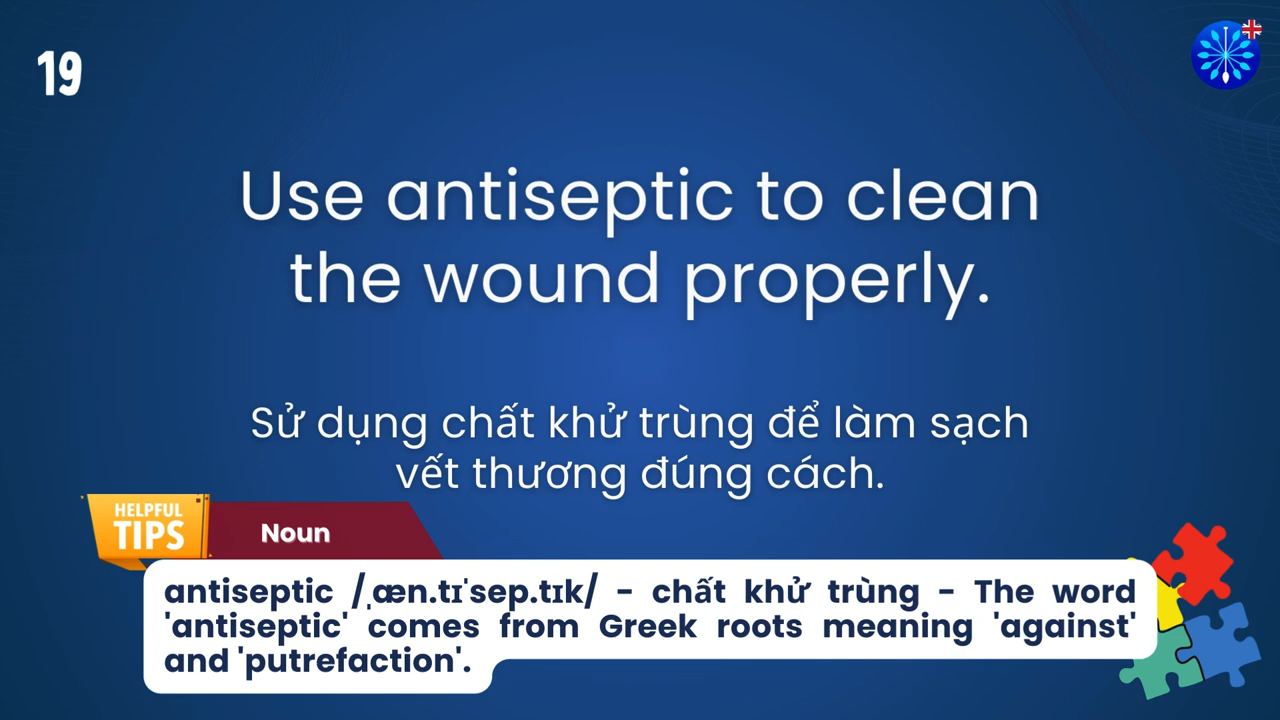 19
Use antiseptic to clean
the wound properly.
Sử dụng chất khử trùng để làm sạch
vết thương đúng cách.
HELPFUL
TIPS
Noun
antiseptic /ˌæn.tɪˈsep.tɪk/ - chất khử trùng - The word
'antiseptic' comes from Greek roots meaning 'against'
and 'putrefaction'.